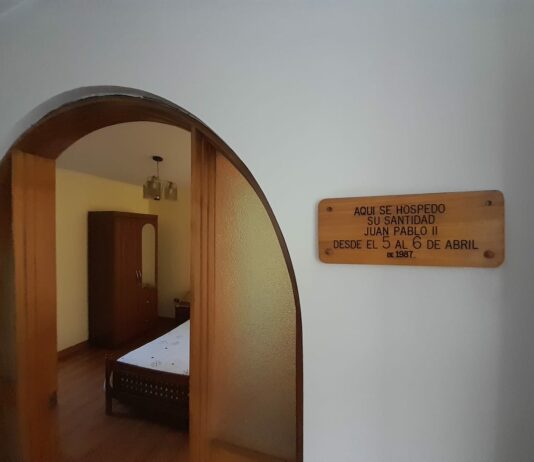 AQUI SE HOSPEDO
SU SANTIDAD
JUAN PABLO II
DESDE EL 5 AL 6 DE ABRIL
DE 1987.